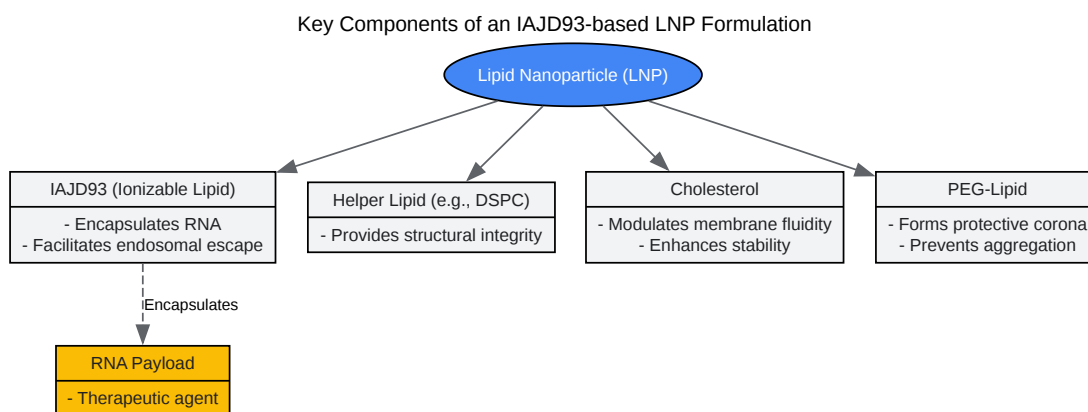 Key Components of an IAJD93-based LNP Formulation
Lipid Nanoparticle (LNP)
IAJD93 (Ionizable Lipid)
- Encapsulates RNA
- Facilitates endosomal escape
Helper Lipid (e.g., DSPC)
- Provides structural integrity
Cholesterol
- Modulates membrane fluidity
- Enhances stability
PEG-Lipid
- Forms protective corona
- Prevents aggregation
Encapsulates
RNA Payload
- Therapeutic agent